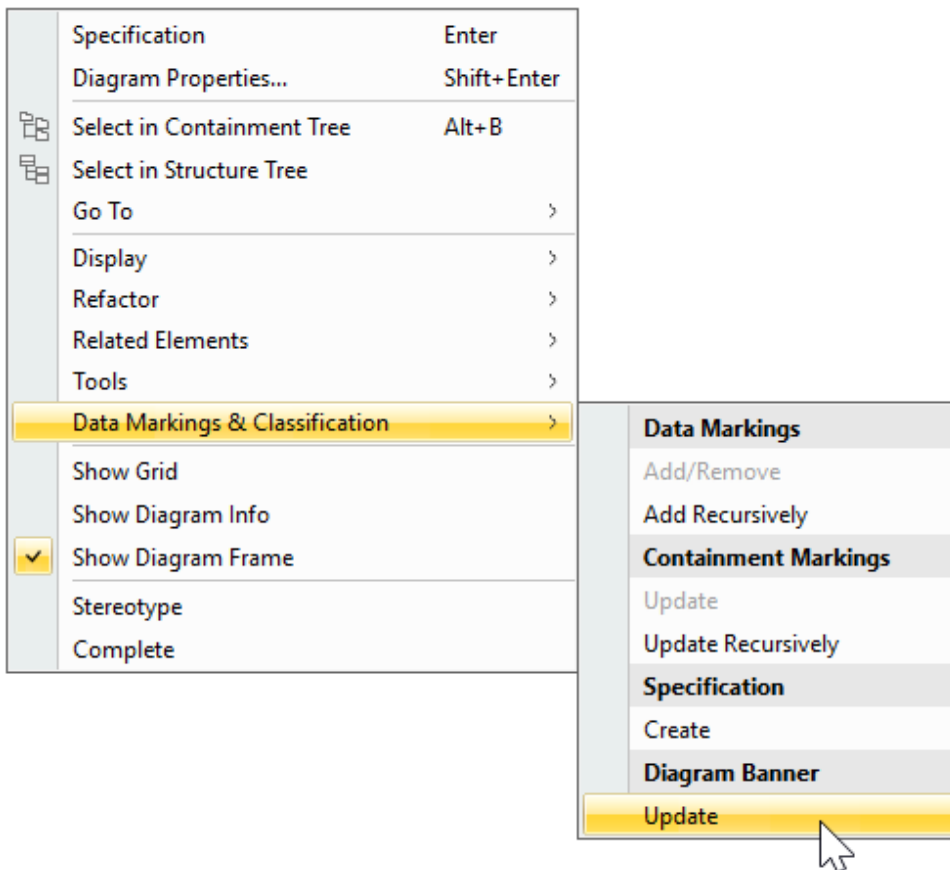 Specification Enter
Diagram Properties... Shift+Enter
Select in Containment Tree Alt+B
Select in Structure Tree
Go To
Display
Refactor
Related Elements
Tools
Data Markings & Classification
Show Grid
Show Diagram Info
Show Diagram Frame
Stereotype
Complete
Data Markings
Add/Remove
Add Recursively
Containment Markings
Update
Update Recursively
Specification
Create
Diagram Banner
Update